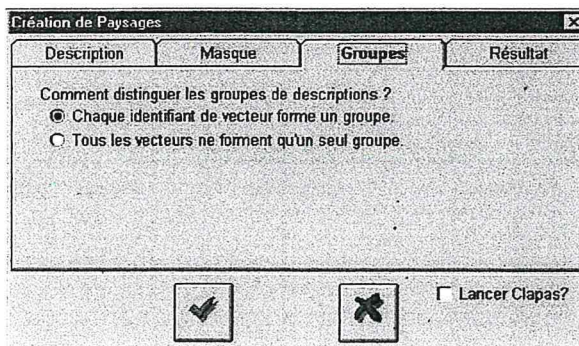 Création de Paysages
Description Masque Groupes Résultat
Comment distinguer les groupes de descriptions ?
Chaque identifiant de vecteur forme un groupe.
Tous les vecteurs ne forment qu'un seul groupe.
Lancer Clapas?